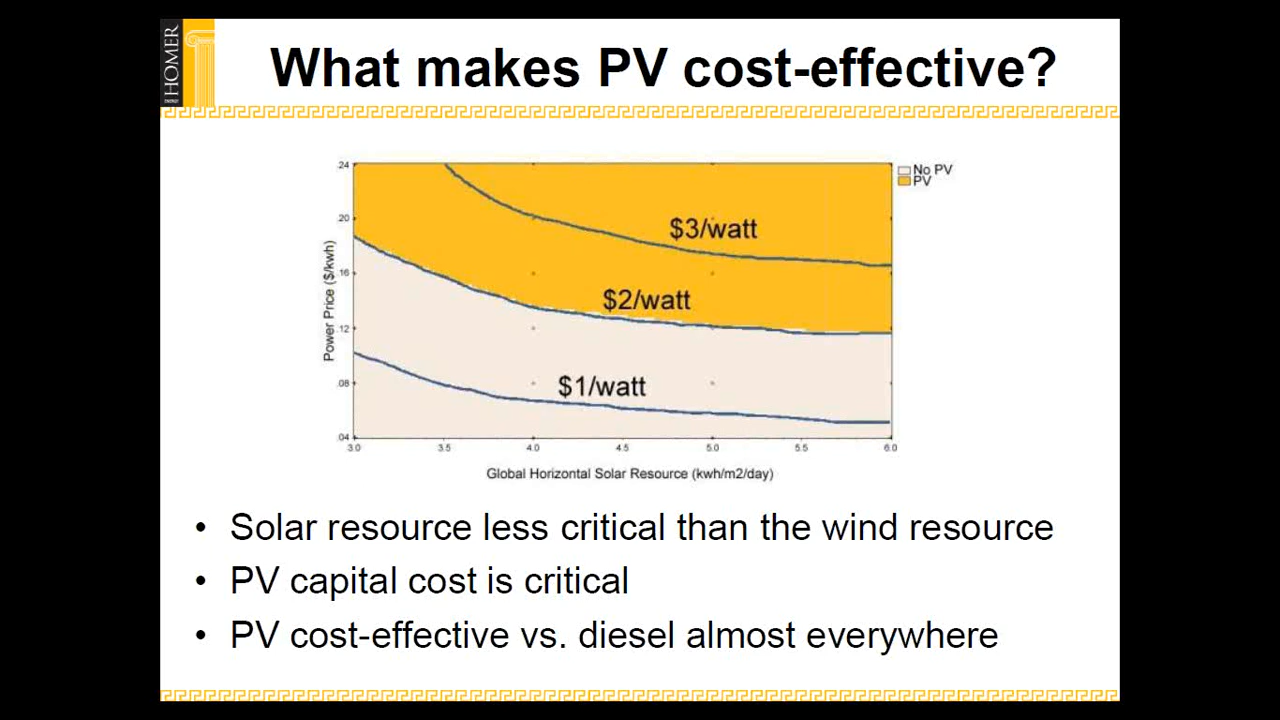 HOMER
ENERGY
What makes PV cost-effective?
.24
.20
.16
.12
.08
.04
Power Price ($/kwh)
$3/watt
$2/watt
$1/watt
No PV
PV
3.0 3.5 4.0 4.5 5.0 5.5 6.0
Global Horizontal Solar Resource (kwh/m2/day)
• Solar resource less critical than the wind resource
• PV capital cost is critical
• PV cost-effective vs. diesel almost everywhere